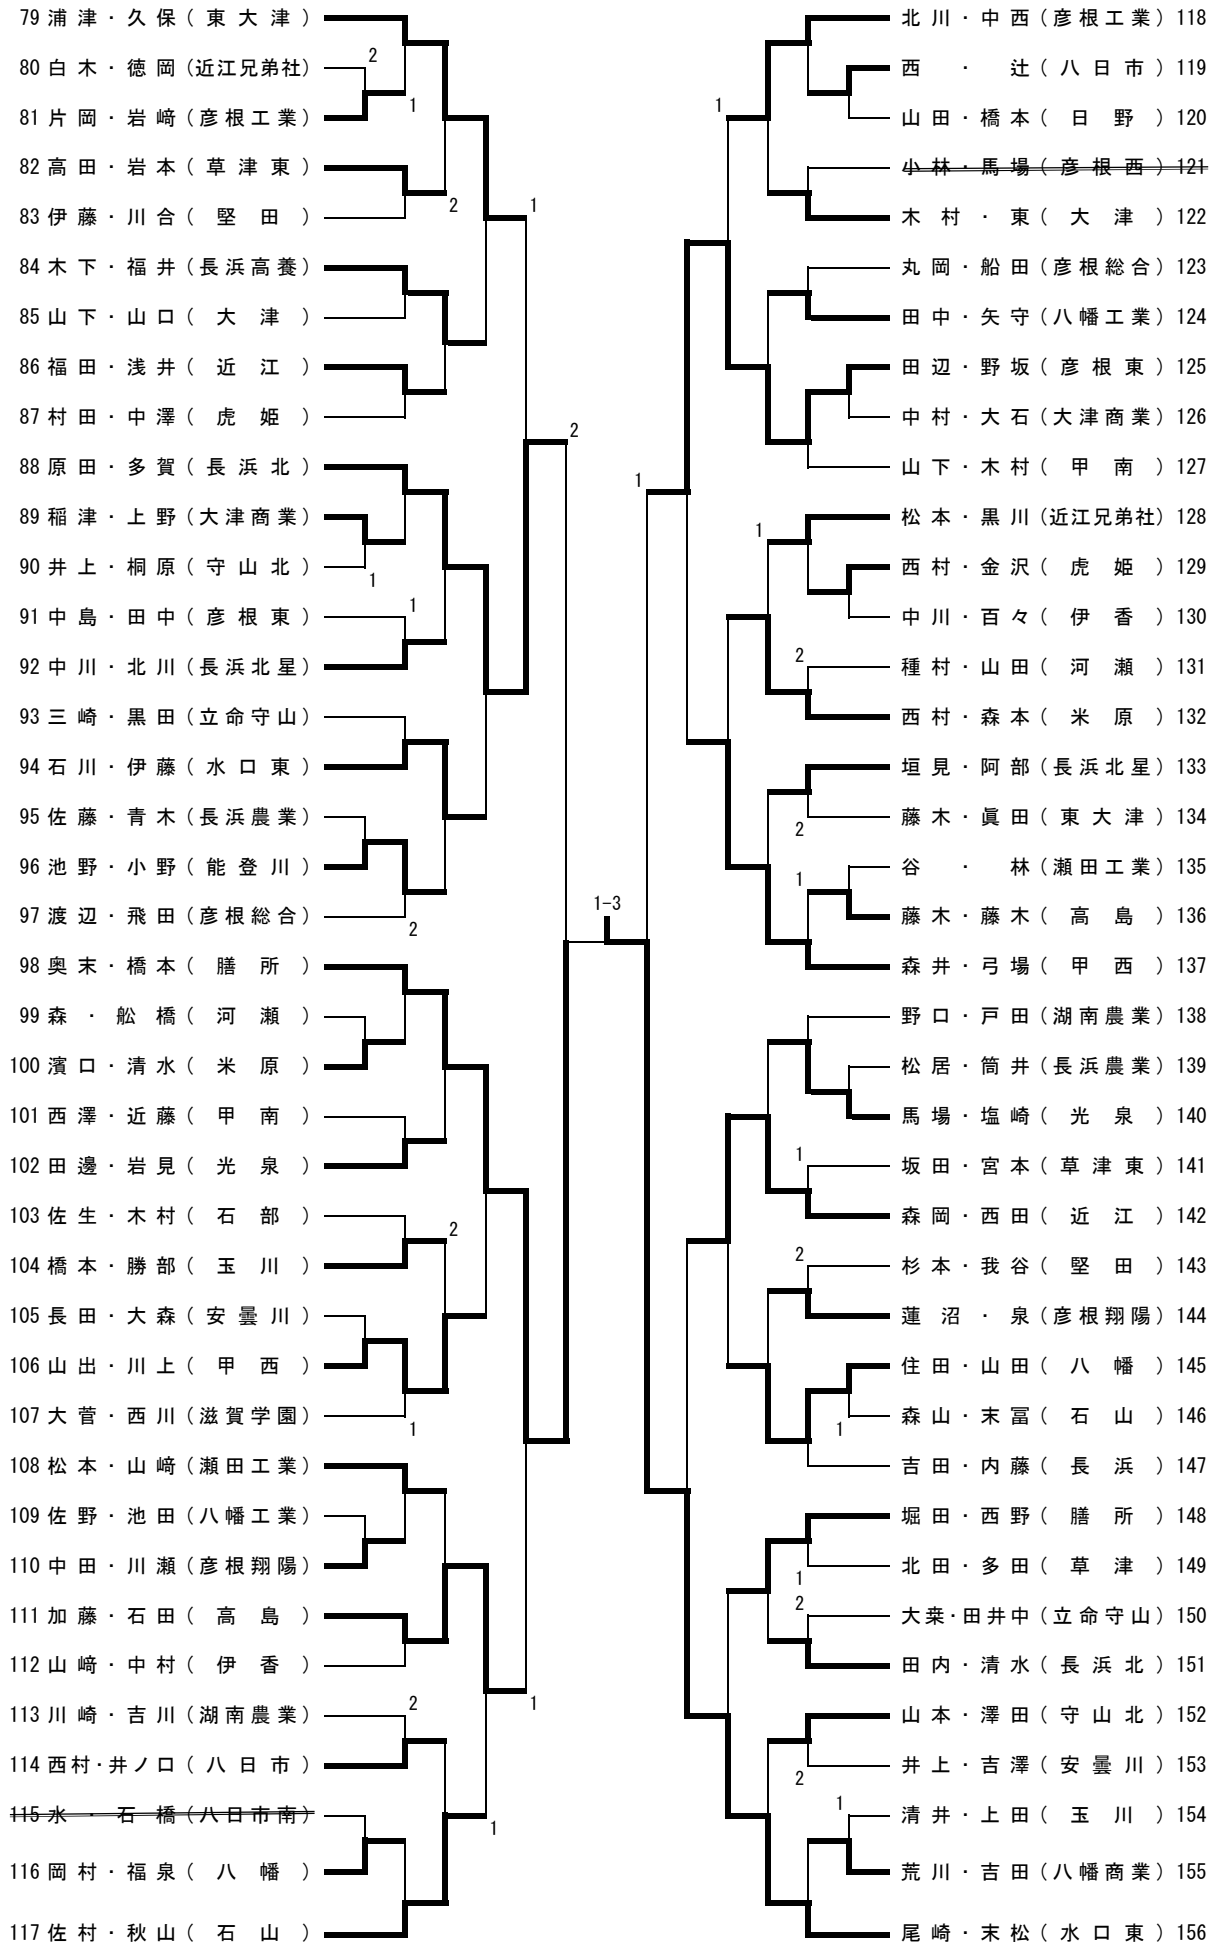 79 浦津・久保(東大津)
80 白木・徳岡(近江兄弟社)
2
81 片岡・岩﨑(彦根工業)
1
82 高田・岩本(草津東)
2
83 伊藤・川合(堅田)
1
84 木下・福井(長浜高養)
85 山下・山口(大津)
86 福田・浅井(近江)
87 村田・中澤(虎姫)
2
88 原田・多賀(長浜北)
89 稲津・上野(大津商業)
90 井上・桐原(守山北)
1
91 中島・田中(彦根東)
1
92 中川・北川(長浜北星)
93 三崎・黒田(立命守山)
94 石川・伊藤(水口東)
95 佐藤・青木(長浜農業)
96 池野・小野(能登川)
97 渡辺・飛田(彦根総合)
2
98 奥末・橋本(膳所)
99 森・舩橋(河瀬)
100 濱口・清水(米原)
101 西澤・近藤(甲南)
102 田邊・岩見(光泉)
103 佐生・木村(石部)
2
104 橋本・勝部(玉川)
105 長田・大森(安曇川)
106 山出・川上(甲西)
107 大菅・西川(滋賀学園)
1
108 松本・山﨑(瀬田工業)
109 佐野・池田(八幡工業)
110 中田・川瀬(彦根翔陽)
111 加藤・石田(高島)
112 山﨑・中村(伊香)
1
113 川崎・吉川(湖南農業)
2
114 西村・井ノ口(八日市)
115 水・石橋(八日市南)
1
116 岡村・福泉(八幡)
117 佐村・秋山(石山)
1-3
北川・中西(彦根工業)118
西・辻(八日市)119
1
山田・橋本(日野)120
小林・馬場(彦根西)121
木村・東(大津)122
丸岡・船田(彦根総合)123
田中・矢守(八幡工業)124
田辺・野坂(彦根東)125
中村・大石(大津商業)126
山下・木村(甲南)127
1
松本・黒川(近江兄弟社)128
1
西村・金沢(虎姫)129
中川・百々(伊香)130
2
種村・山田(河瀬)131
西村・森本(米原)132
垣見・阿部(長浜北星)133
藤木・眞田(東大津)134
2
谷・林(瀬田工業)135
1
藤木・藤木(高島)136
森井・弓場(甲西)137
野口・戸田(湖南農業)138
松居・筒井(長浜農業)139
馬場・塩崎(光泉)140
1
坂田・宮本(草津東)141
森岡・西田(近江)142
2
杉本・我谷(堅田)143
蓮沼・泉(彦根翔陽)144
住田・山田(八幡)145
森山・末冨(石山)146
1
吉田・内藤(長浜)147
堀田・西野(膳所)148
北田・多田(草津)149
1
2
大桒・田井中(立命守山)150
田内・清水(長浜北)151
山本・澤田(守山北)152
井上・吉澤(安曇川)153
2
1
清井・上田(玉川)154
荒川・吉田(八幡商業)155
尾崎・末松(水口東)156